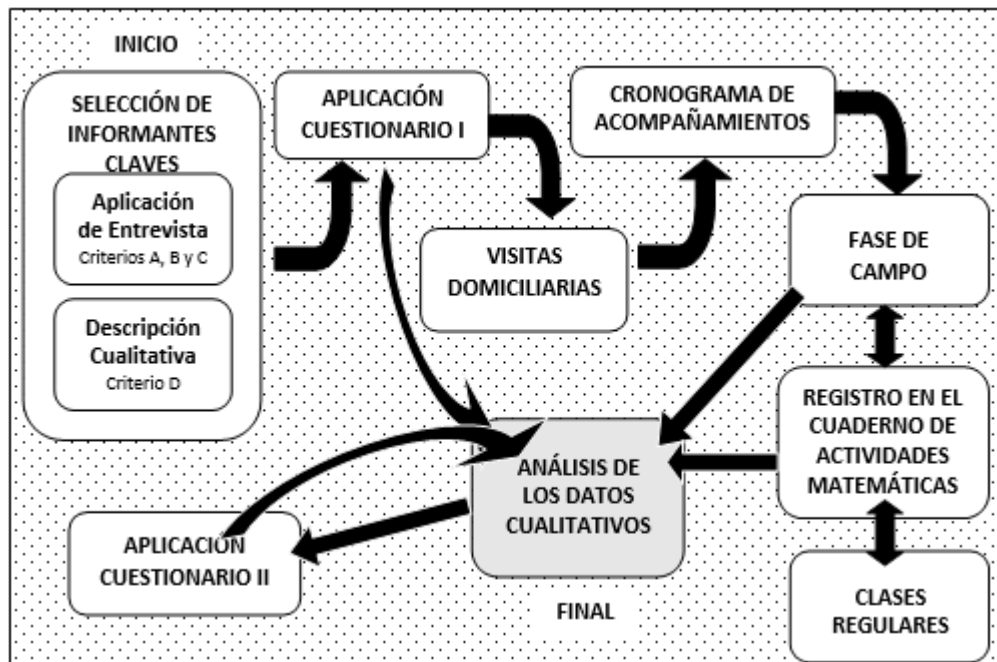 INICIO
SELECCIÓN DE
INFORMANTES
CLAVES
Aplicación
de Entrevista
Criterios A, B y C
Descripción
Cualitativa
Criterio D
APLICACIÓN
CUESTIONARIO I
VISITAS
DOMICILIARIAS
CRONOGRAMA DE
ACOMPAÑAMIENTOS
FASE DE
CAMPO
REGISTRO EN EL
CUADERNO DE
ACTIVIDADES
MATEMÁTICAS
CLASES
REGULARES
ANÁLISIS DE
LOS DATOS
CUALITATIVOS
APLICACIÓN
CUESTIONARIO II
FINAL